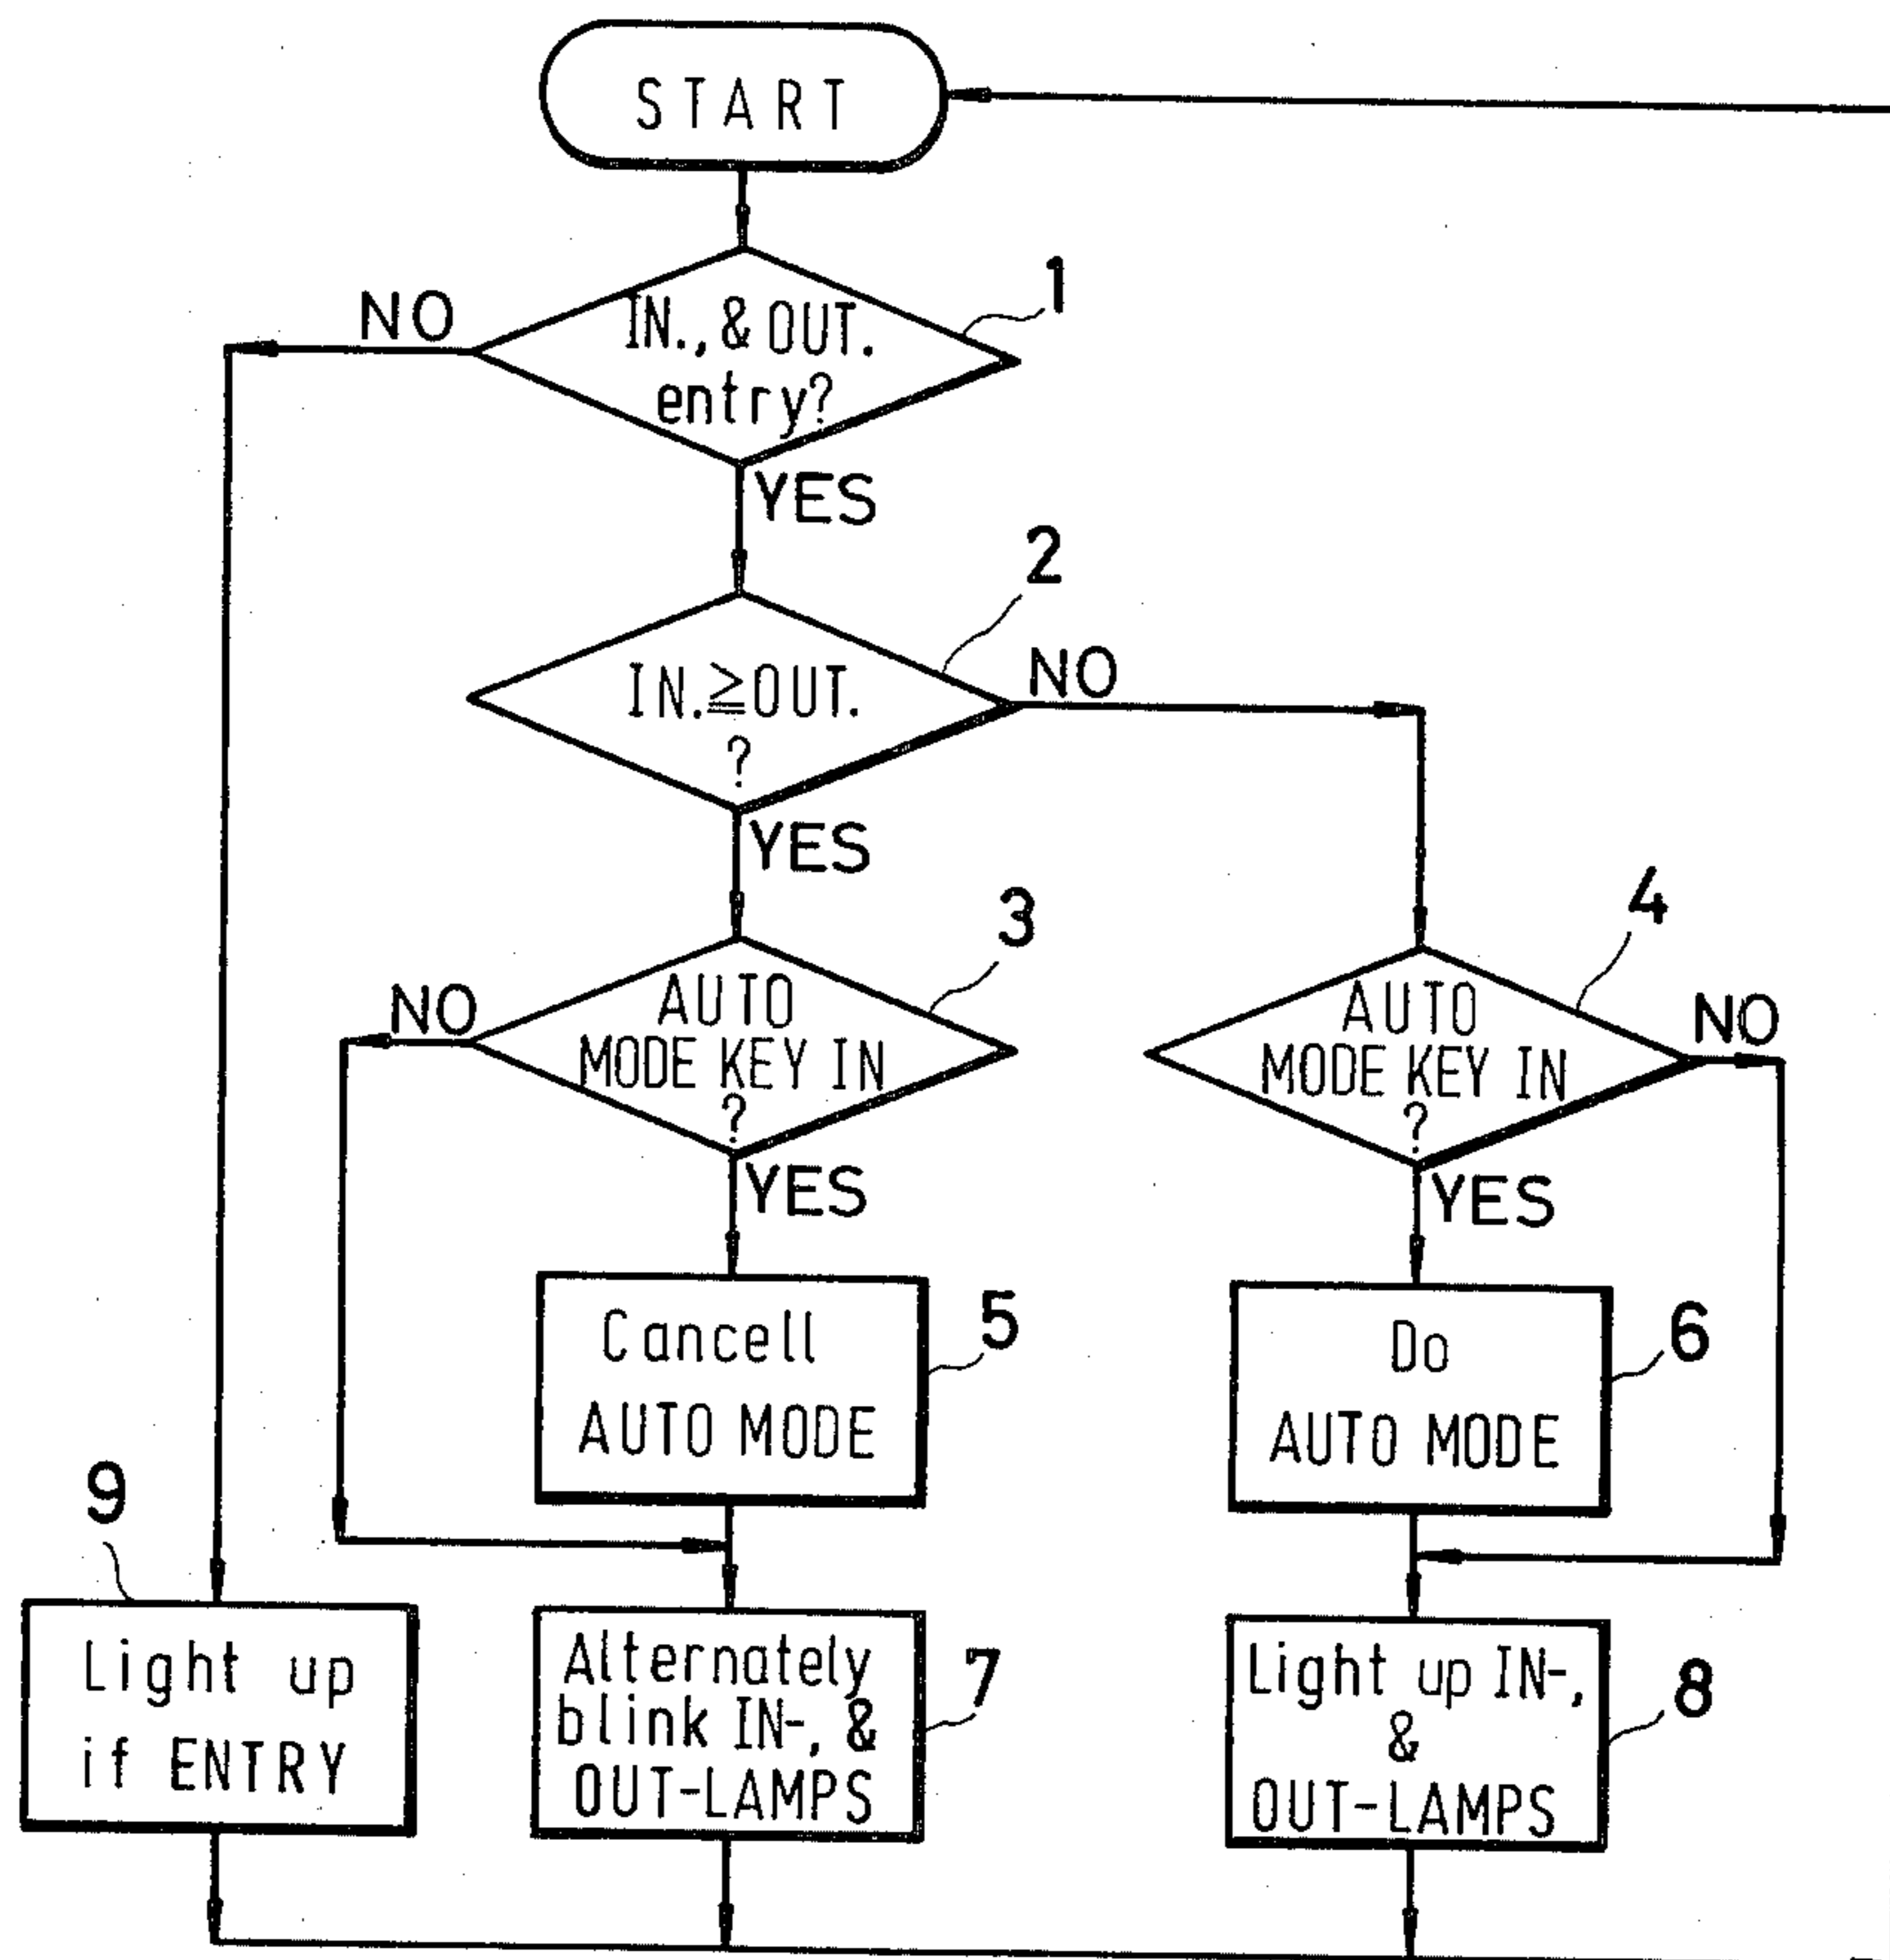 START
1
NO
IN., & OUT.
entry?
YES
2
IN.≧OUT.
?
NO
YES
3
4
NO
AUTO
MODE KEY IN
?
AUTO
MODE KEY IN
?
NO
YES
YES
5
Cancell
AUTO MODE
6
Do
AUTO MODE
9
Light up
if ENTRY
7
Alternately
blink IN-, &
OUT-LAMPS
8
Light up IN-,
&
OUT-LAMPS